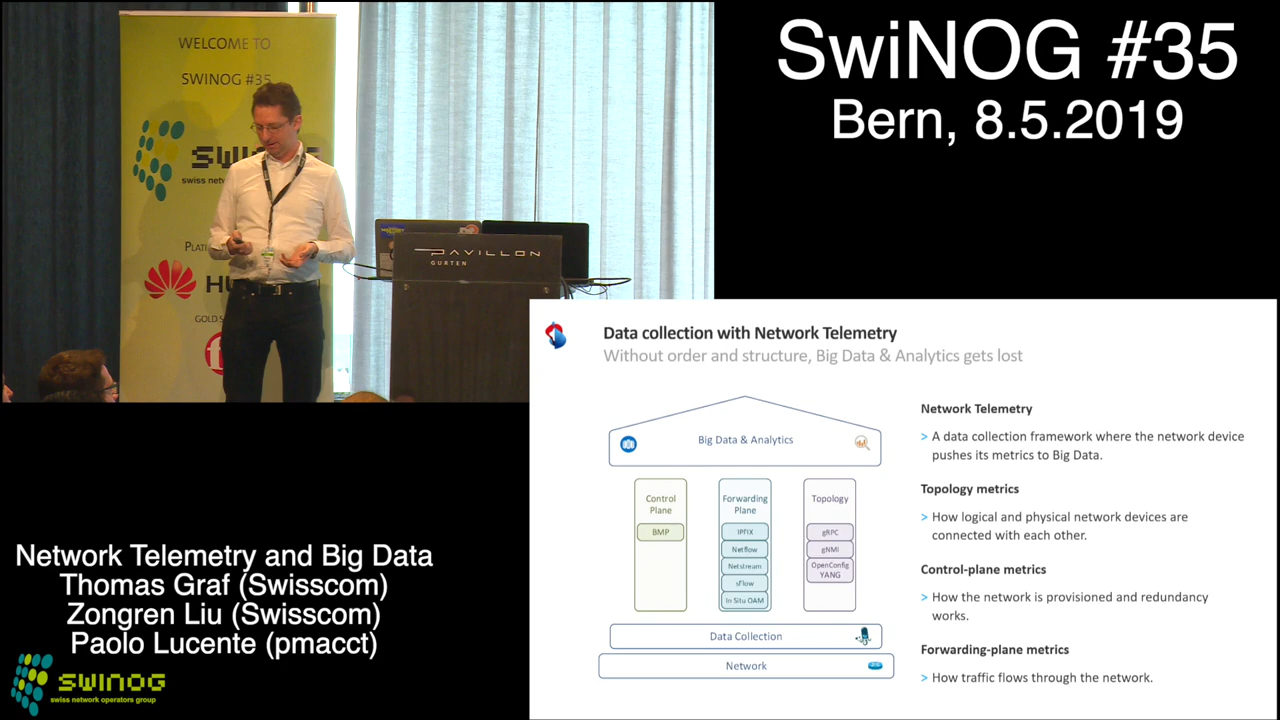 WELCOME TO
SWINOG #35
SWIN
swiss net
PLATI
HU
GOLD S
PAVILLON
GURTEN
SwiNOG #35
Bern, 8.5.2019
Data collection with Network Telemetry
Without order and structure, Big Data & Analytics gets lost
Big Data & Analytics
Control
Plane
BMP
Forwarding
Plane
IPFIX
Netflow
Netstream
sFlow
In Situ OAM
Topology
gRPC
gNMI
OpenConfig
YANG
Data Collection
Network
Network Telemetry
> A data collection framework where the network device
pushes its metrics to Big Data.
Topology metrics
> How logical and physical network devices are
connected with each other.
Control-plane metrics
> How the network is provisioned and redundancy
works.
Forwarding-plane metrics
> How traffic flows through the network.
Network Telemetry and Big Data
Thomas Graf (Swisscom)
Zongren Liu (Swisscom)
Paolo Lucente (pmacct)
SWINOG
swiss network operators group